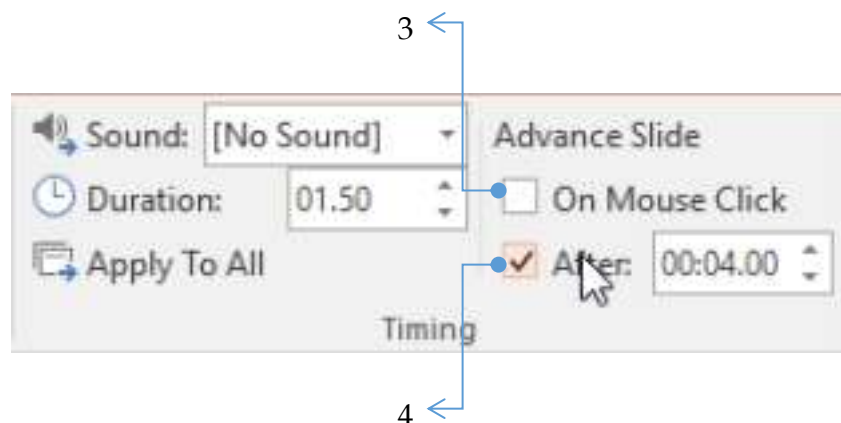 3
Sound: [No Sound] Advance Slide
Duration: 01.50 On Mouse Click
Apply To All After: 00:04.00
Timing
4